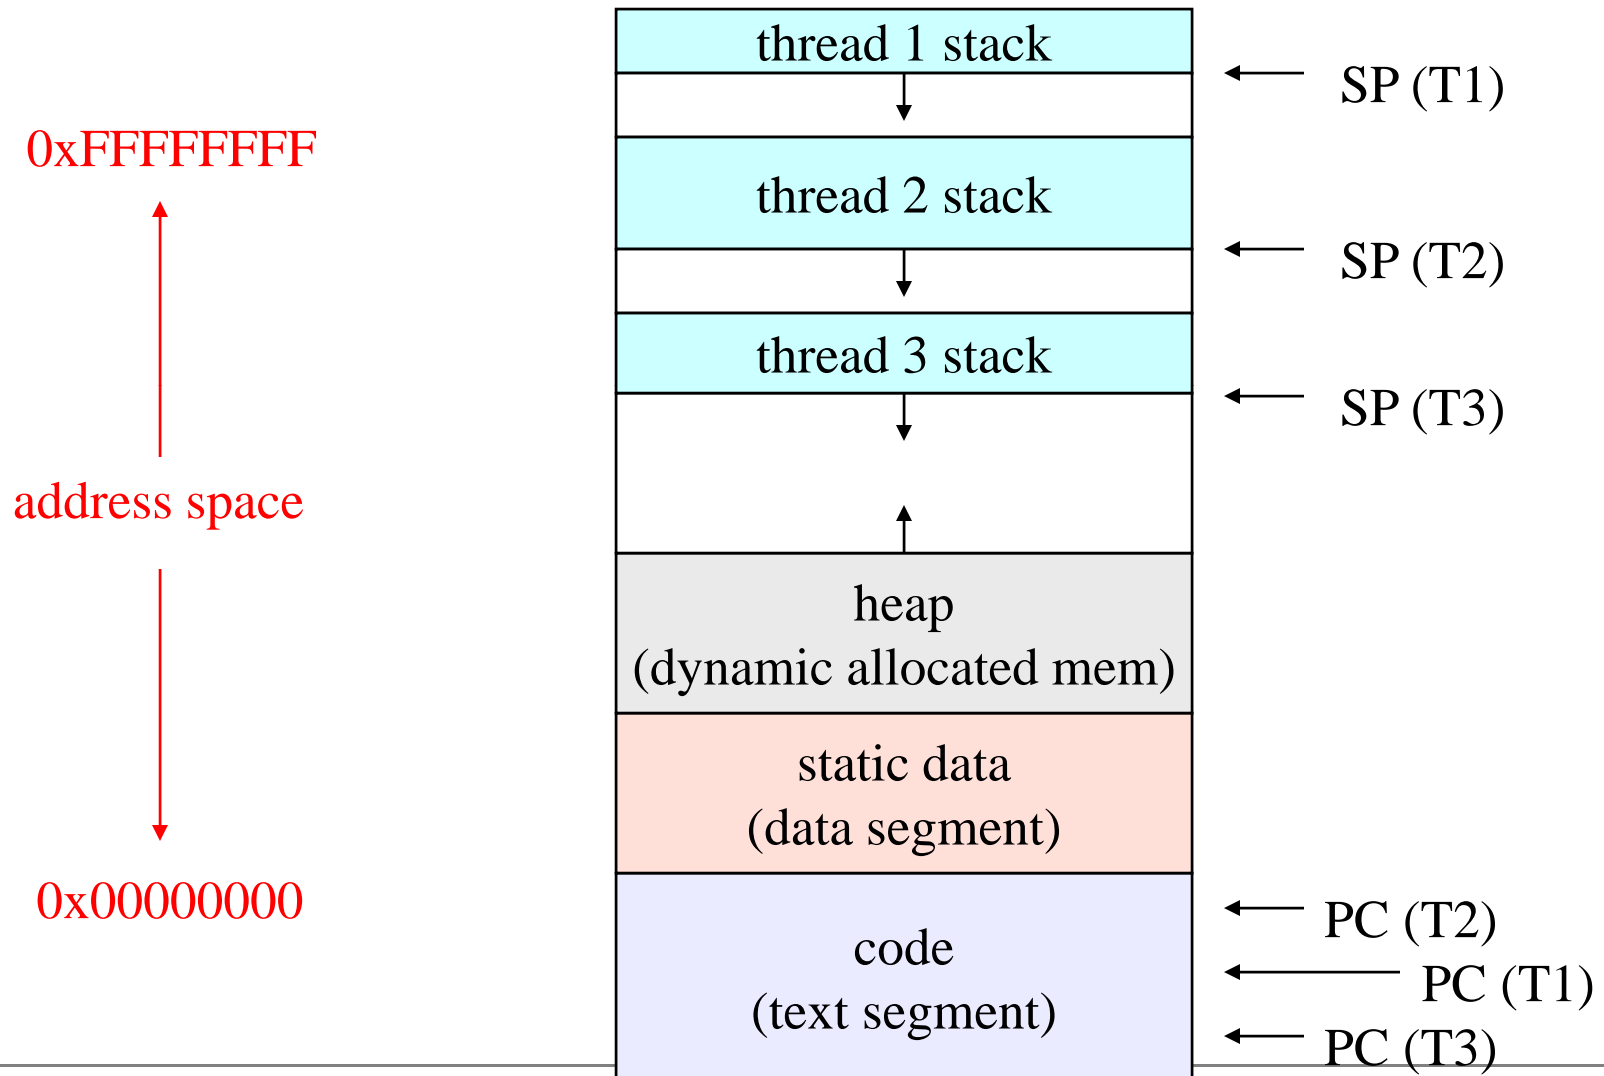 thread 1 stack
SP (T1)
0xFFFFFFFF
thread 2 stack
SP (T2)
thread 3 stack
SP (T3)
address space
heap
(dynamic allocated mem)
static data
(data segment)
0x00000000
PC (T2)
code
PC (T1)
(text segment)
PC (T3)